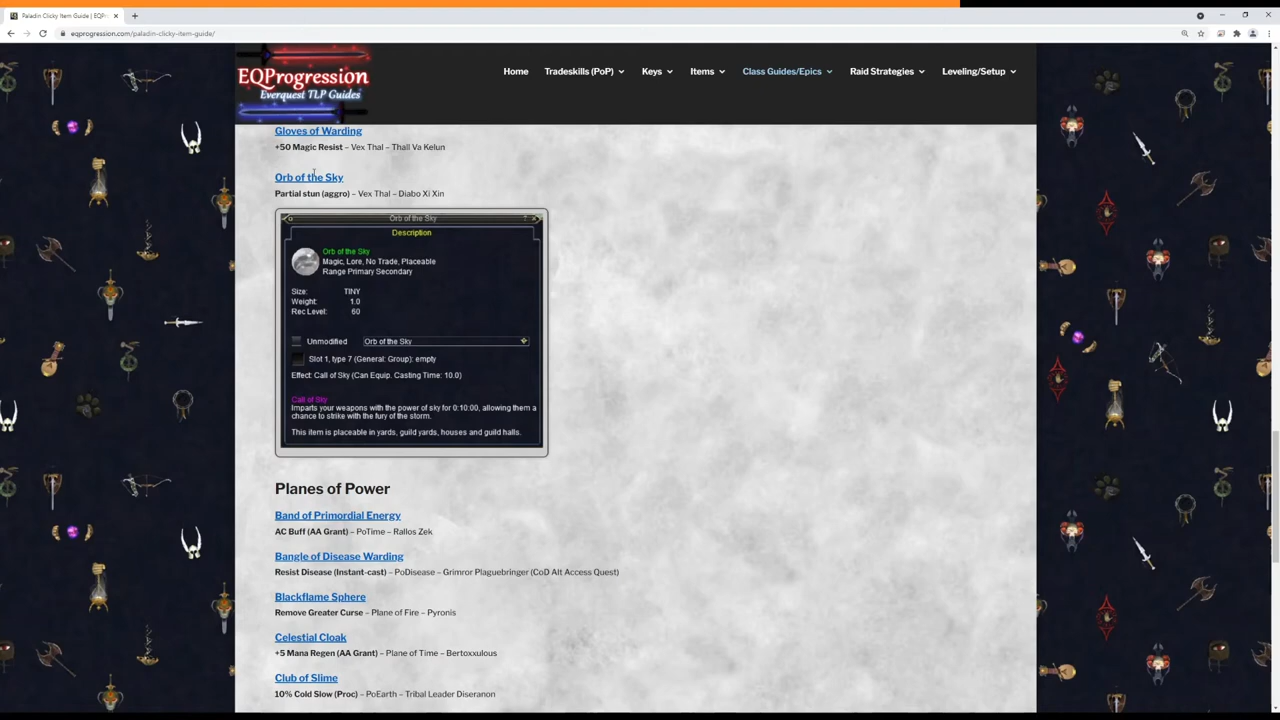 Paladin Clicky Item Guide | EQPr
eqprogression.com/paladin-clicky-item-guide/
EQProgression
Everquest TLP Guides
Home
Tradeskills (PoP)
Keys
Items
Class Guides/Epics
Raid Strategies
Leveling/Setup
Gloves of Warding
+50 Magic Resist – Vex Thal – Thall Va Kelun
Orb of the Sky
Partial stun (aggro) – Vex Thal – Diabo Xi Xin
Orb of the Sky
Description
Orb of the Sky
Magic, Lore, No Trade, Placeable
Range Primary Secondary
Size: TINY
Weight: 1.0
Rec Level: 60
Unmodified Orb of the Sky
Slot 1, type 7 (General: Group): empty
Effect: Call of Sky (Can Equip. Casting Time: 10.0)
Call of Sky
Imparts your weapons with the power of sky for 0:10:00, allowing them a
chance to strike with the fury of the storm.
This item is placeable in yards, guild yards, houses and guild halls.
Planes of Power
Band of Primordial Energy
AC Buff (AA Grant) – PoTime – Rallos Zek
Bangle of Disease Warding
Resist Disease (Instant-cast) – PoDisease – Grimror Plaguebringer (CoD Alt Access Quest)
Blackflame Sphere
Remove Greater Curse – Plane of Fire – Pyronis
Celestial Cloak
+5 Mana Regen (AA Grant) – Plane of Time – Bertoxxulous
Club of Slime
10% Cold Slow (Proc) – PoEarth – Tribal Leader Diseranon